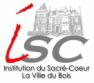 ISC
Institution du Sacré-Coeur
La Ville du Bois